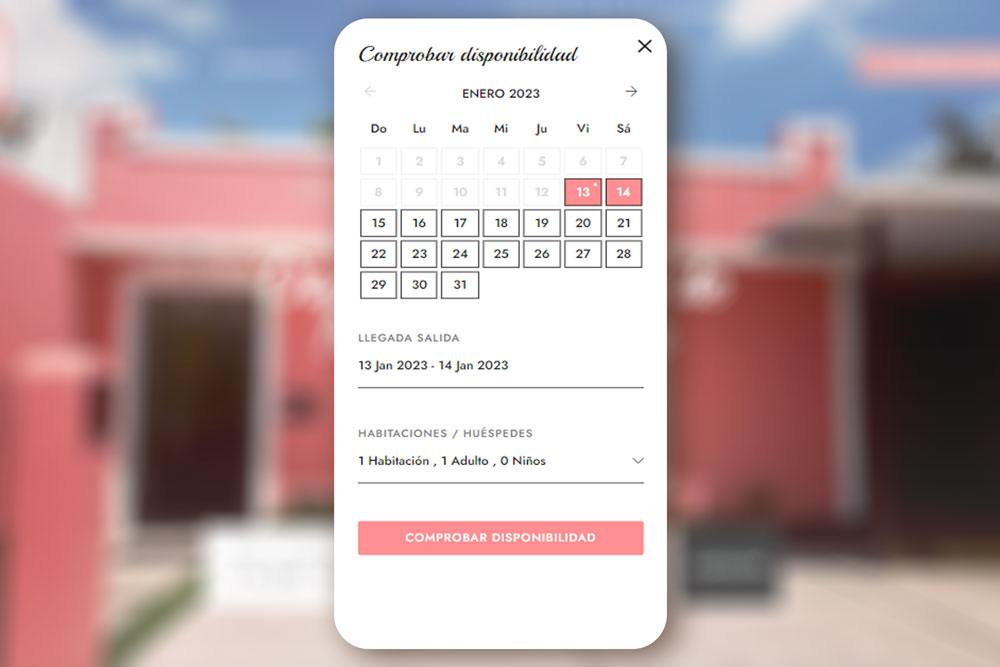 Comprobar disponibilidad
ENERO 2023
Do Lu Ma Mi Ju Vi Sá
1 2 3 4 5 6 7
8 9 10 11 12 13* 14
15 16 17 18 19 20 21
22 23 24 25 26 27 28
29 30 31
LLEGADA SALIDA
13 Jan 2023 - 14 Jan 2023
HABITACIONES / HUÉSPEDES
1 Habitación , 1 Adulto , 0 Niños
COMPROBAR DISPONIBILIDAD